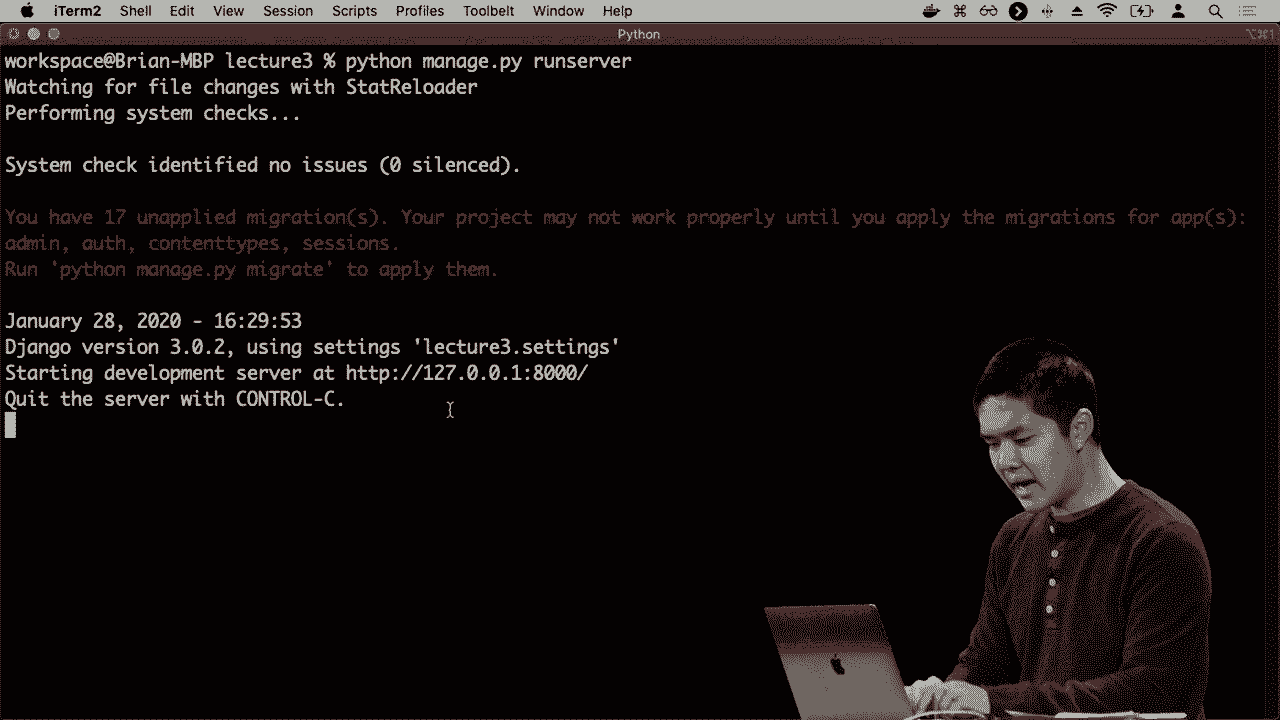 iTerm2 Shell Edit View Session Scripts Profiles Toolbelt Window Help
Python
workspace@Brian-MBP lecture3 % python manage.py runserver
Watching for file changes with StatReloader
Performing system checks...
System check identified no issues (0 silenced).
You have 17 unapplied migration(s). Your project may not work properly until you apply the migrations for app(s):
admin, auth, contenttypes, sessions.
Run 'python manage.py migrate' to apply them.
January 28, 2020 - 16:29:53
Django version 3.0.2, using settings 'lecture3.settings'
Starting development server at http://127.0.0.1:8000/
Quit the server with CONTROL-C.